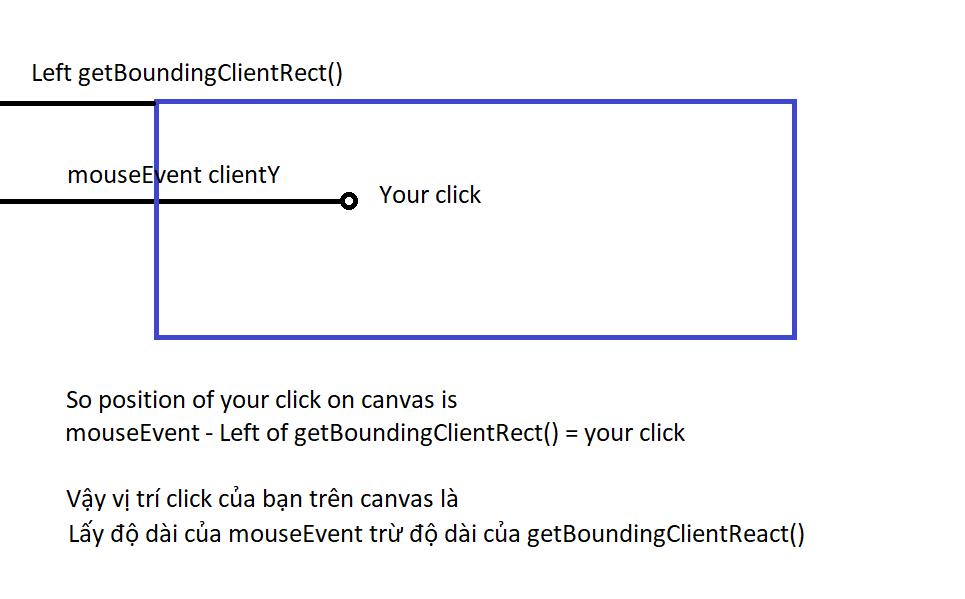 Left getBoundingClientRect()
mouseEvent clientY
Your click
So position of your click on canvas is
mouseEvent - Left of getBoundingClientRect() = your click
Vậy vị trí click của bạn trên canvas là
Lấy độ dài của mouseEvent trừ độ dài của getBoundingClientReact()